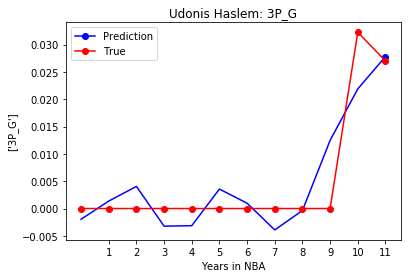 Udonis Haslem: 3P_G
Prediction
True
['3P_G']
0.030
0.025
0.020
0.015
0.010
0.005
0.000
−0.005
1 2 3 4 5 6 7 8 9 10 11
Years in NBA